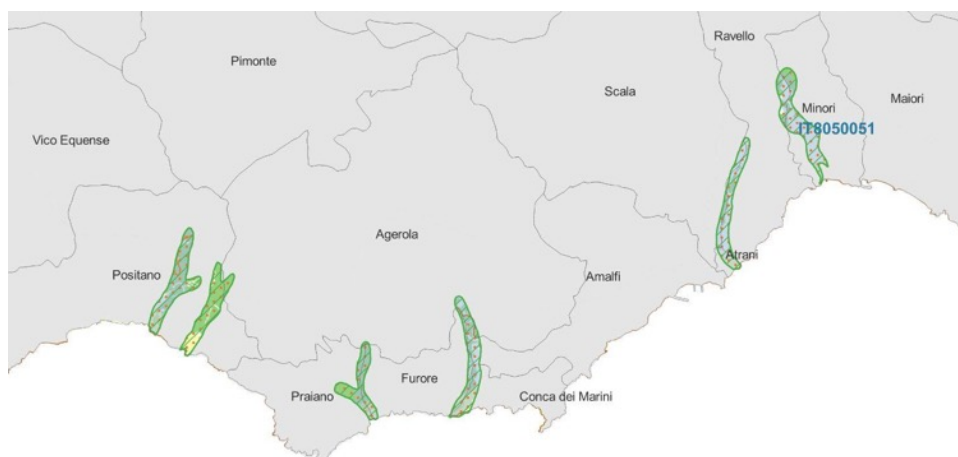 Ravello
Pimonte
Scala
Maiori
Minori
IT8050051
Vico Equense
Agerola
Atrani
Positano
Amalfi
Furore
Praiano
Conca dei Marini